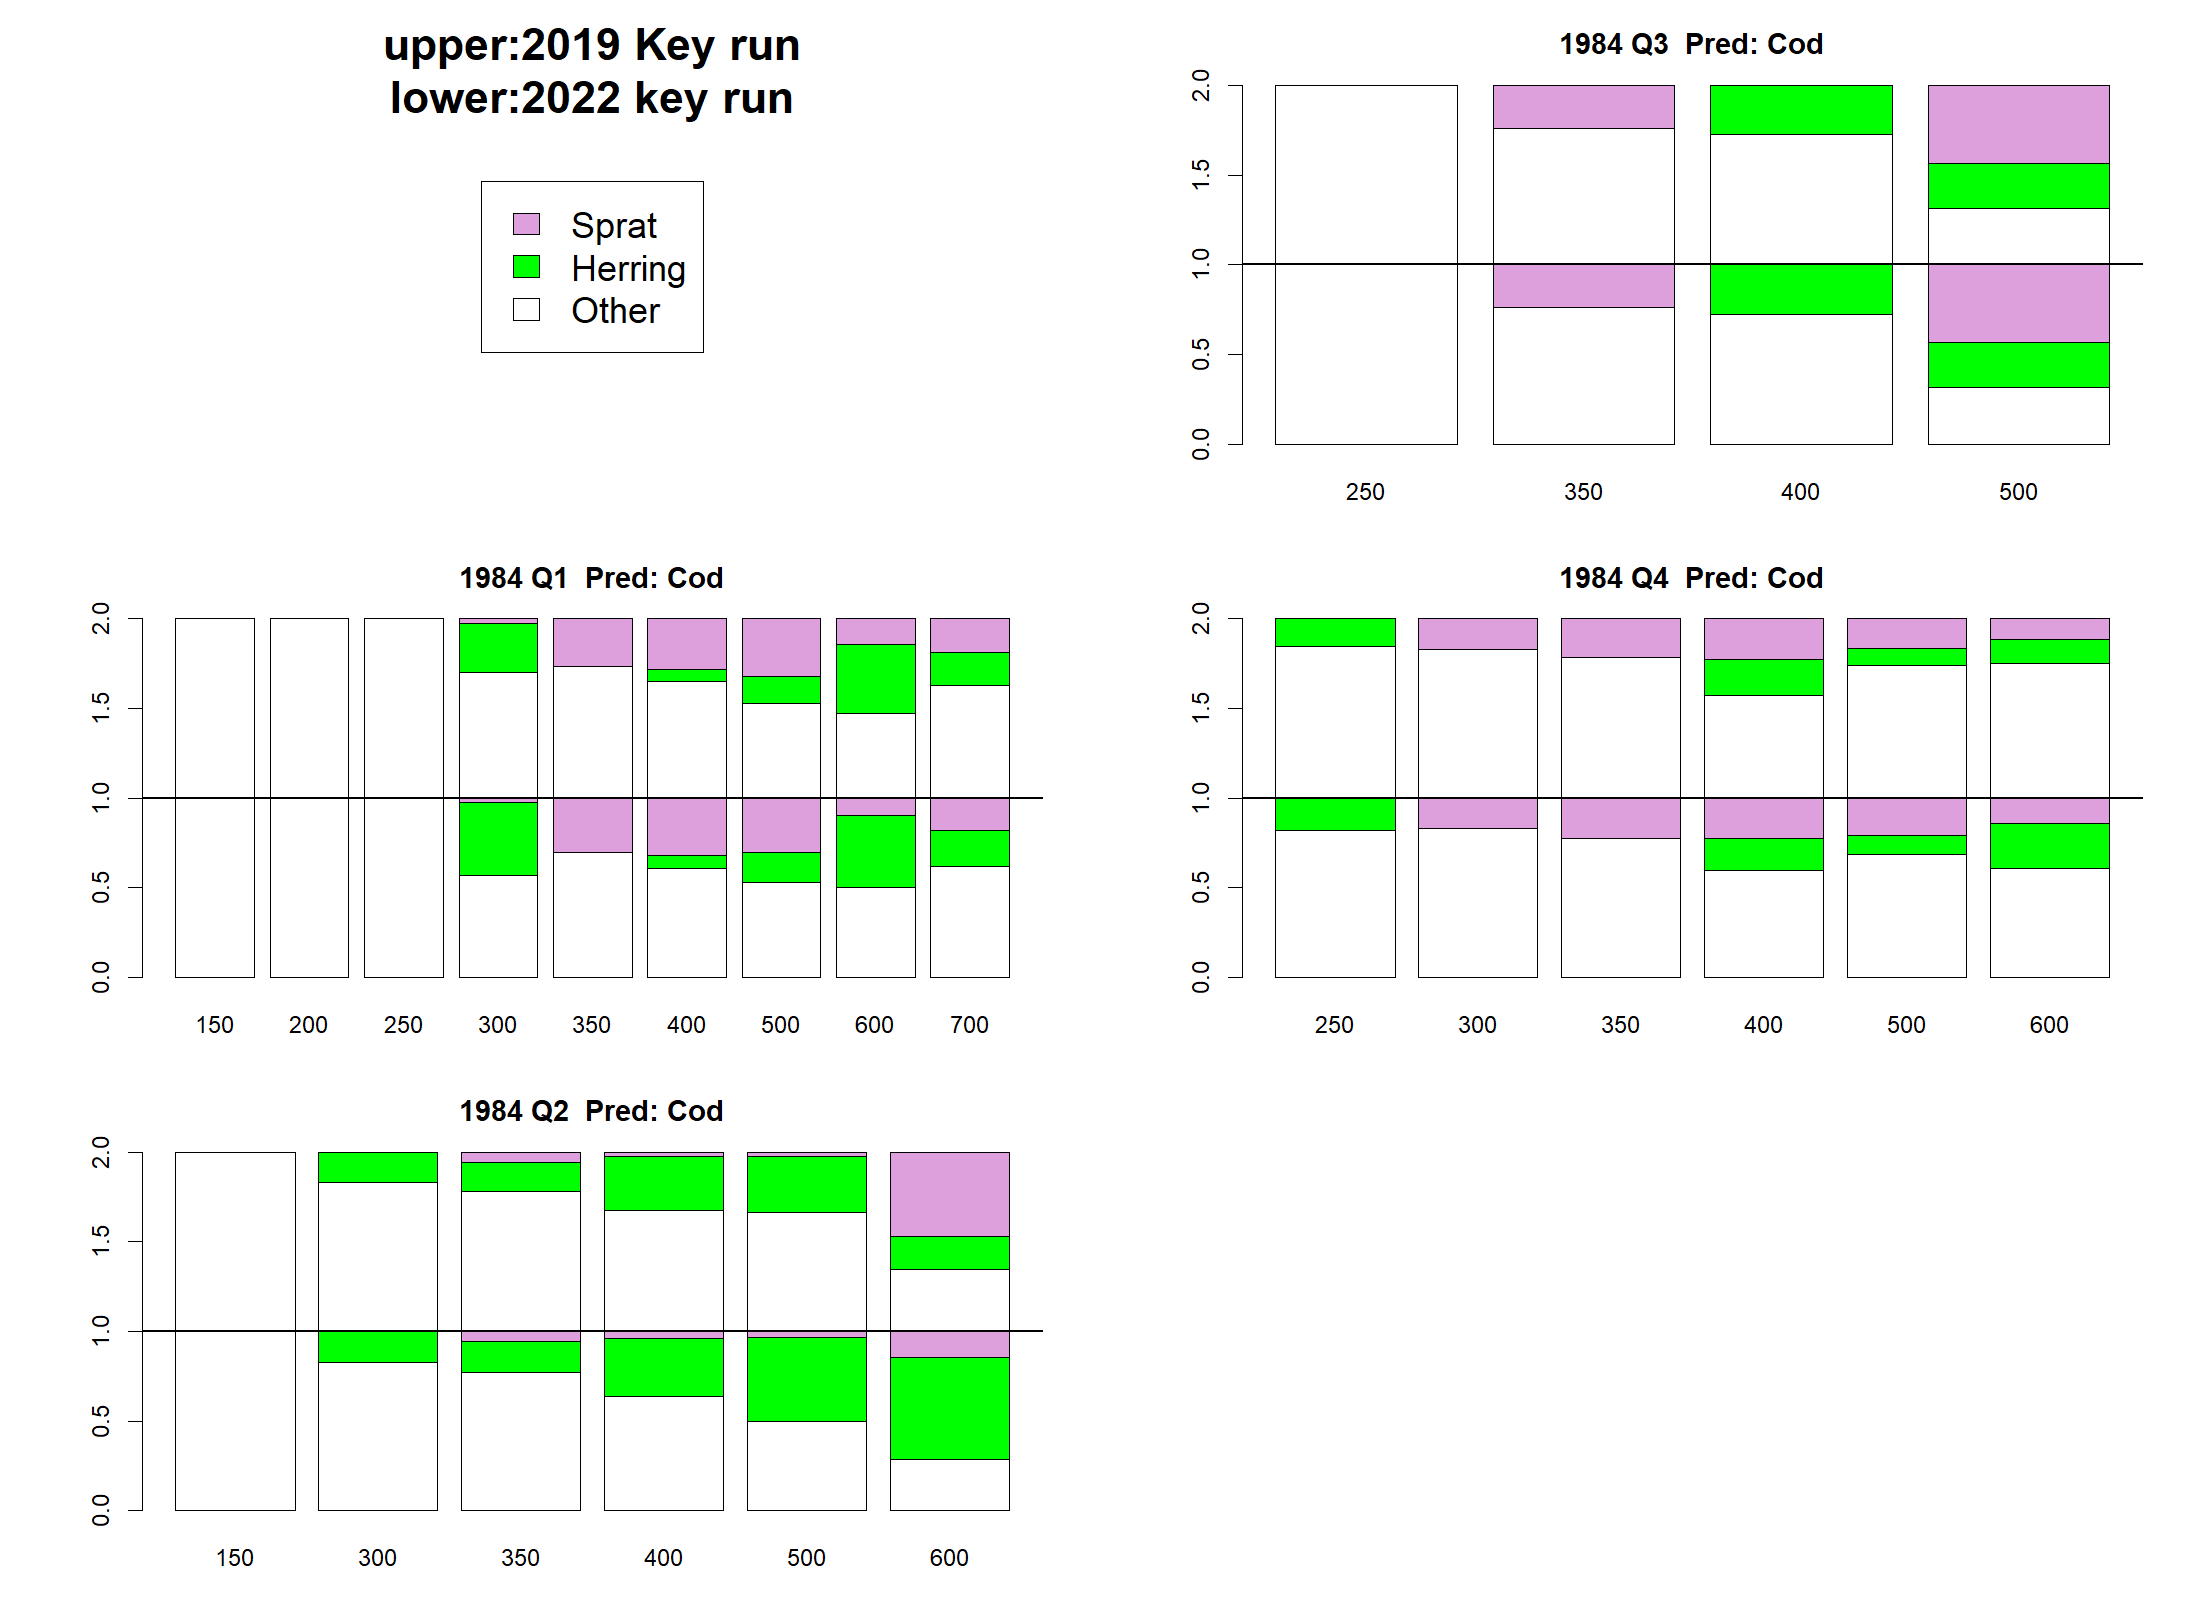 upper:2019 Key run
lower:2022 key run
Sprat
Herring
Other
1984 Q3  Pred: Cod
2.0
1.5
1.0
0.5
0.0
250 350 400 500
1984 Q1  Pred: Cod
2.0
1.5
1.0
0.5
0.0
150 200 250 300 350 400 500 600 700
1984 Q4  Pred: Cod
2.0
1.5
1.0
0.5
0.0
250 300 350 400 500 600
1984 Q2  Pred: Cod
2.0
1.5
1.0
0.5
0.0
150 300 350 400 500 600